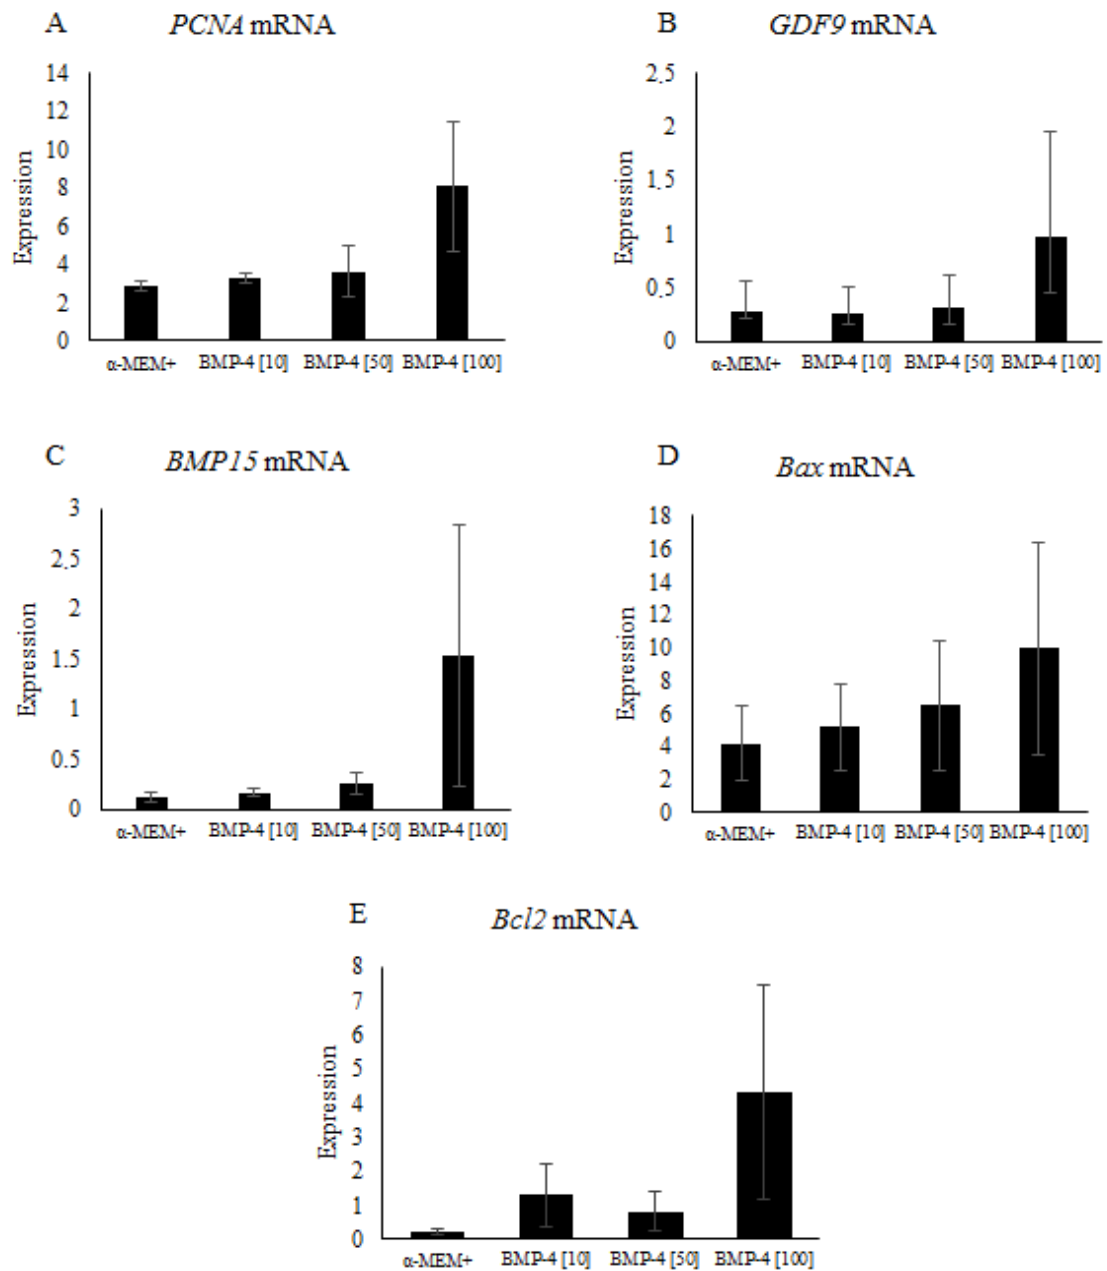 A
PCNA mRNA
Expression
14
12
10
8
6
4
2
0
α-MEM+ BMP-4 [10] BMP-4 [50] BMP-4 [100]
B
GDF9 mRNA
Expression
2.5
2
1.5
1
0.5
0
α-MEM+ BMP-4 [10] BMP-4 [50] BMP-4 [100]
C
BMP15 mRNA
Expression
3
2.5
2
1.5
1
0.5
0
α-MEM+ BMP-4 [10] BMP-4 [50] BMP-4 [100]
D
Bax mRNA
Expression
18
16
14
12
10
8
6
4
2
0
α-MEM+ BMP-4 [10] BMP-4 [50] BMP-4 [100]
E
Bcl2 mRNA
Expression
8
7
6
5
4
3
2
1
0
α-MEM+ BMP-4 [10] BMP-4 [50] BMP-4 [100]